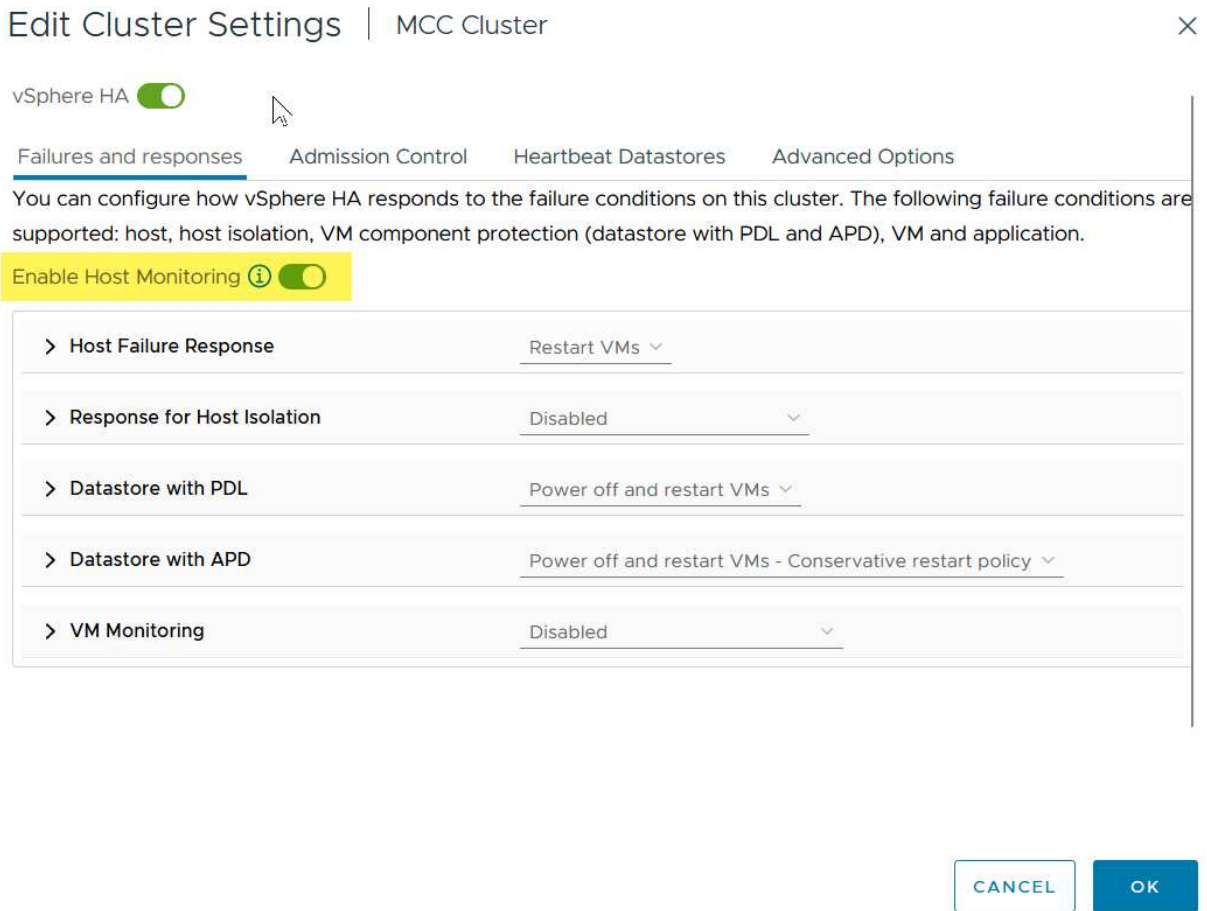 Edit Cluster Settings | MCC Cluster
vSphere HA
Failures and responses Admission Control Heartbeat Datastores Advanced Options
You can configure how vSphere HA responds to the failure conditions on this cluster. The following failure conditions are
supported: host, host isolation, VM component protection (datastore with PDL and APD), VM and application.
Enable Host Monitoring
Host Failure Response Restart VMs
Response for Host Isolation Disabled
Datastore with PDL Power off and restart VMs
Datastore with APD Power off and restart VMs - Conservative restart policy
VM Monitoring Disabled
CANCEL OK